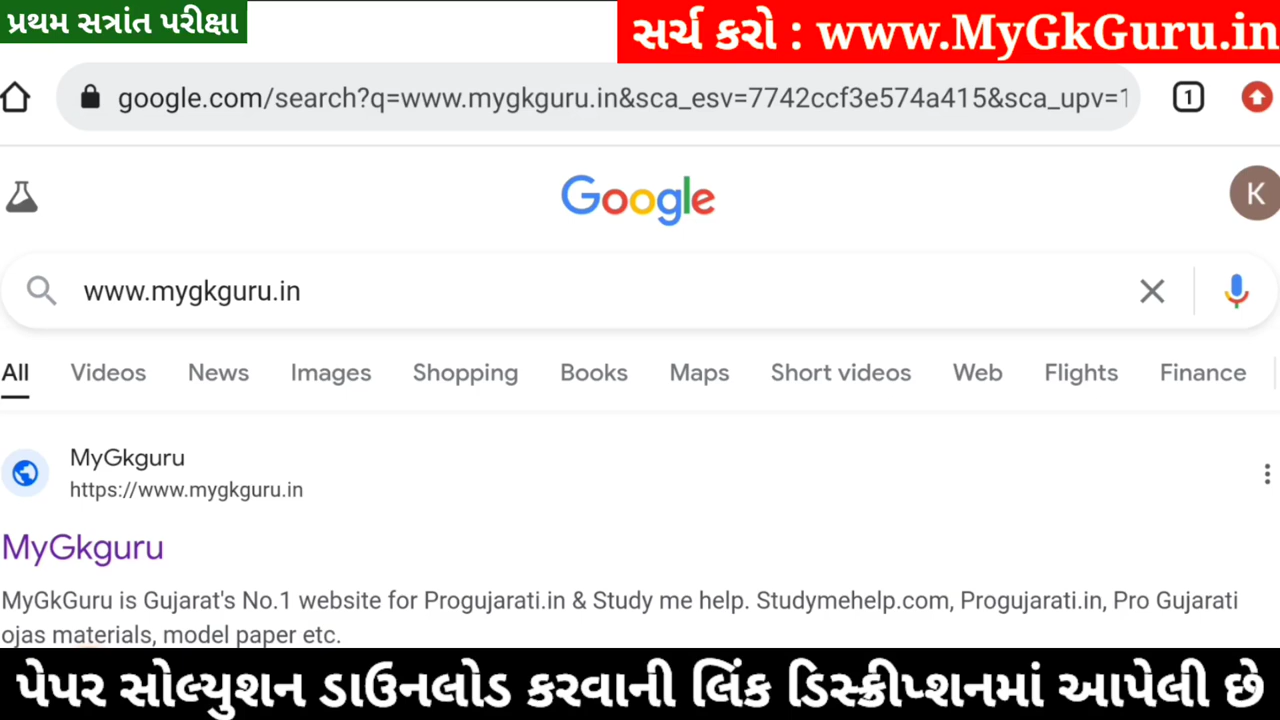 પ્રથમ સત્રાંત પરીક્ષા
સર્ચ કરો : www.MyGkGuru.in
google.com/search?q=www.mygkguru.in&sca_esv=7742ccf3e574a415&sca_upv=1
1
Google
K
www.mygkguru.in
All Videos News Images Shopping Books Maps Short videos Web Flights Finance
MyGkguru
https://www.mygkguru.in
MyGkguru
MyGkGuru is Gujarat's No.1 website for Progujarati.in & Study me help. Studymehelp.com, Progujarati.in, Pro Gujarati
ojas materials, model paper etc.
પેપર સોલ્યુશન ડાઉનલોડ કરવાની લિંક ડિસ્ક્રીપ્શનમાં આપેલી છે